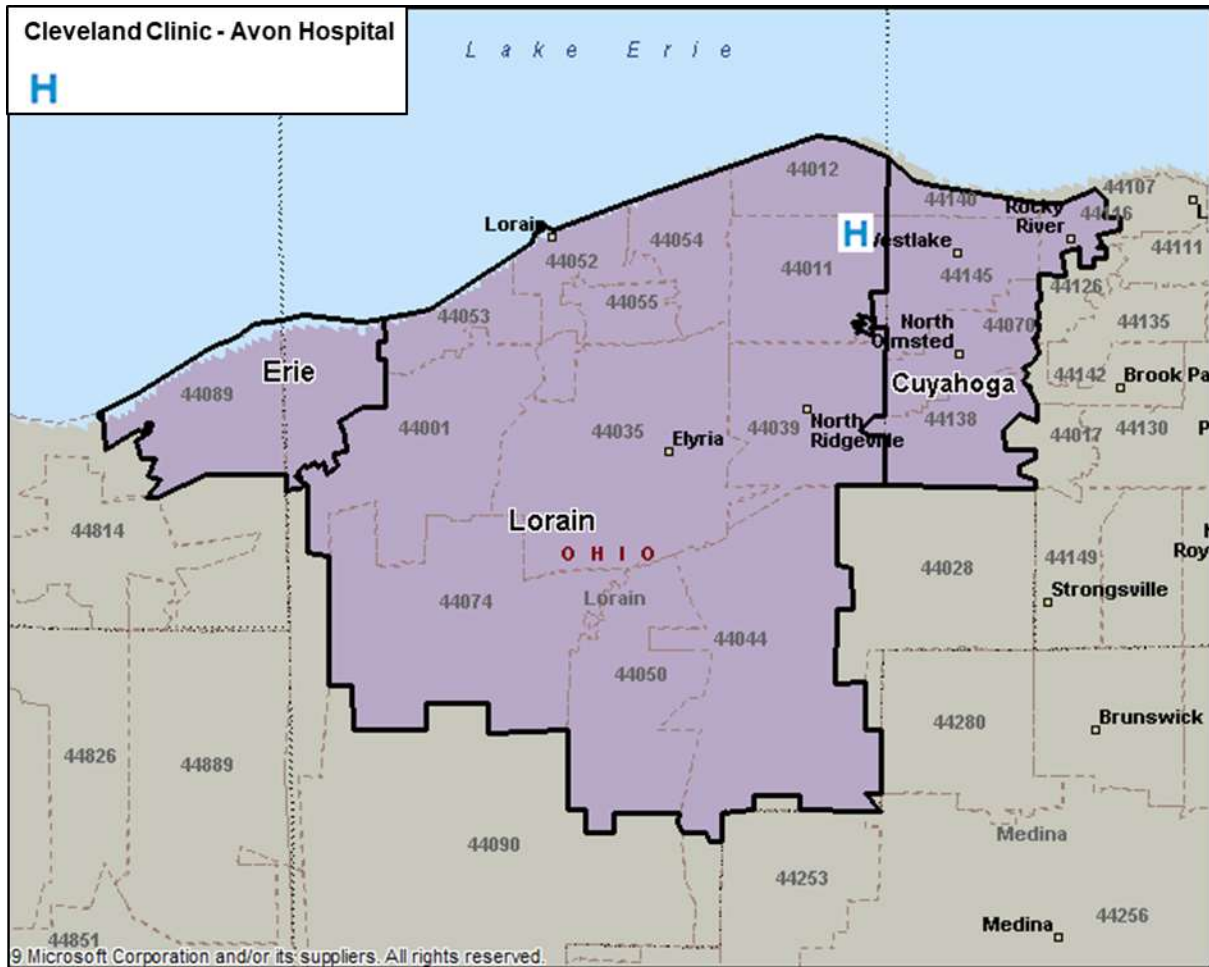 Cleveland Clinic - Avon Hospital
H
Lake Erie
44012
44107
44140
Rocky
River
44116
L
Lorain
44052
44054
44011
H
Westlake
44145
44111
44126
44053
44055
44135
North
Olmsted
44070
Erie
44089
44142
Brook Pa
Cuyahoga
44001
44035
Elyria
44039
North
Ridgeville
44138
44017
44130
P
44814
Lorain
OHIO
44028
44149
Roy
Strongsville
44074
Lorain
44044
44050
44826
44889
44280
Brunswick
44090
Medina
44253
Medina
44256
44851
9 Microsoft Corporation and/or its suppliers. All rights reserved.